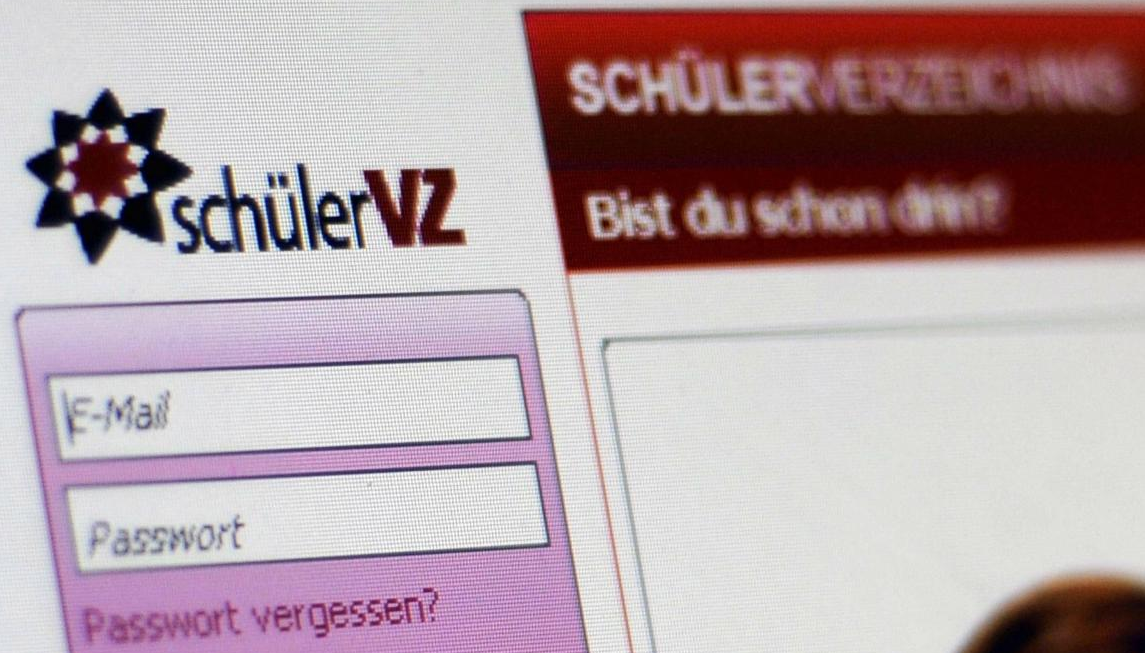 schülerVZ
SCHÜLERVERZEICHNIS
Bist du schon drin?
E-Mail
Passwort
Passwort vergessen?